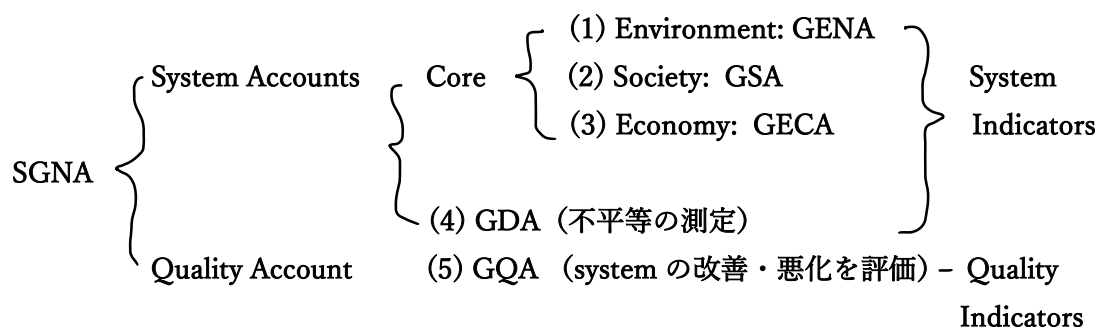 (1) Environment: GENA
System Accounts Core (2) Society: GSA System
(3) Economy: GECA Indicators
SGNA
(4) GDA（不平等の測定）
Quality Account (5) GQA （system の改善・悪化を評価）– Quality
Indicators